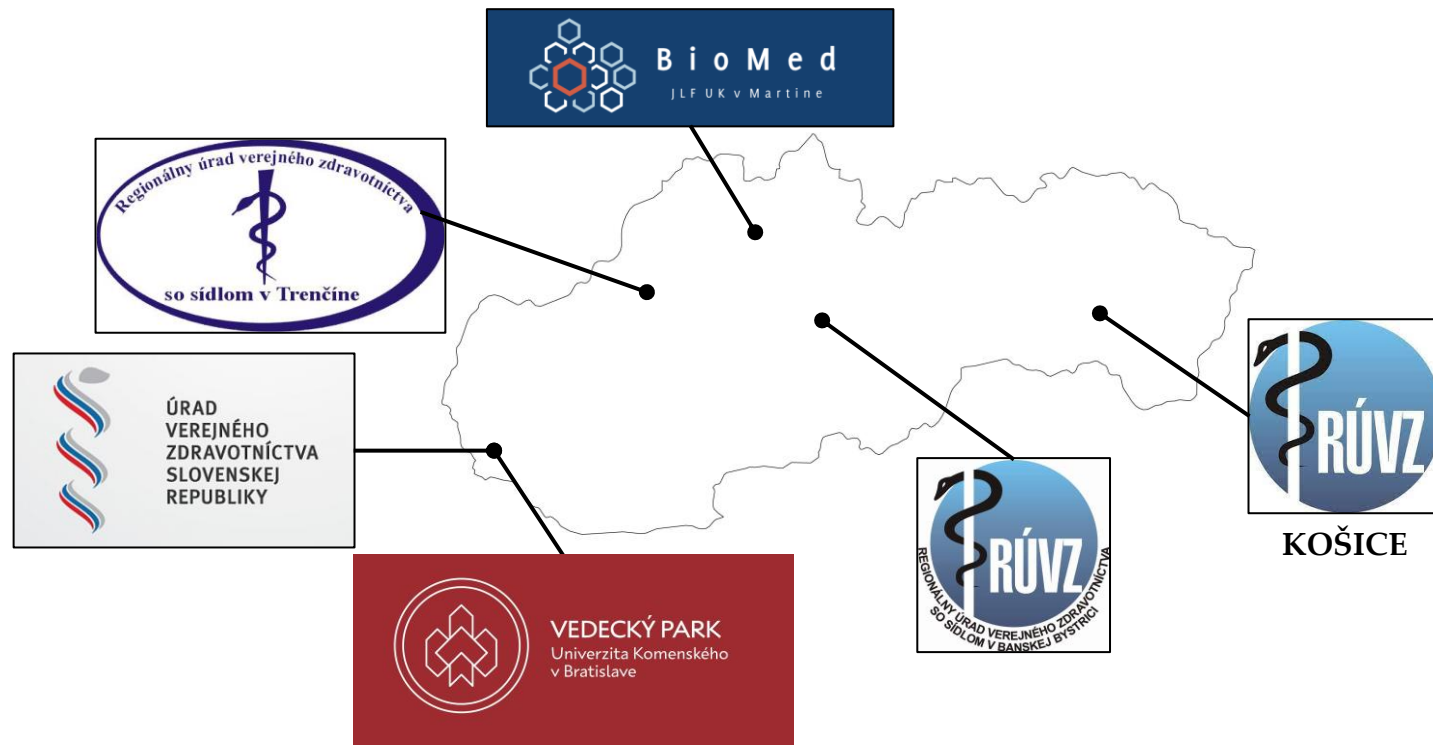 BioMed
JLF UK v Martine
Regionálny úrad verejného zdravotníctva
so sídlom v Trenčíne
ÚRAD
VEREJNÉHO
ZDRAVOTNÍCTVA
SLOVENSKEJ
REPUBLIKY
RÚVZ
KOŠICE
RÚVZ
REGIONÁLNY ÚRAD VEREJNÉHO ZDRAVOTNÍCTVA
SO SÍDLOM V BANSKEJ BYSTRICI
VEDECKÝ PARK
Univerzita Komenského
v Bratislave